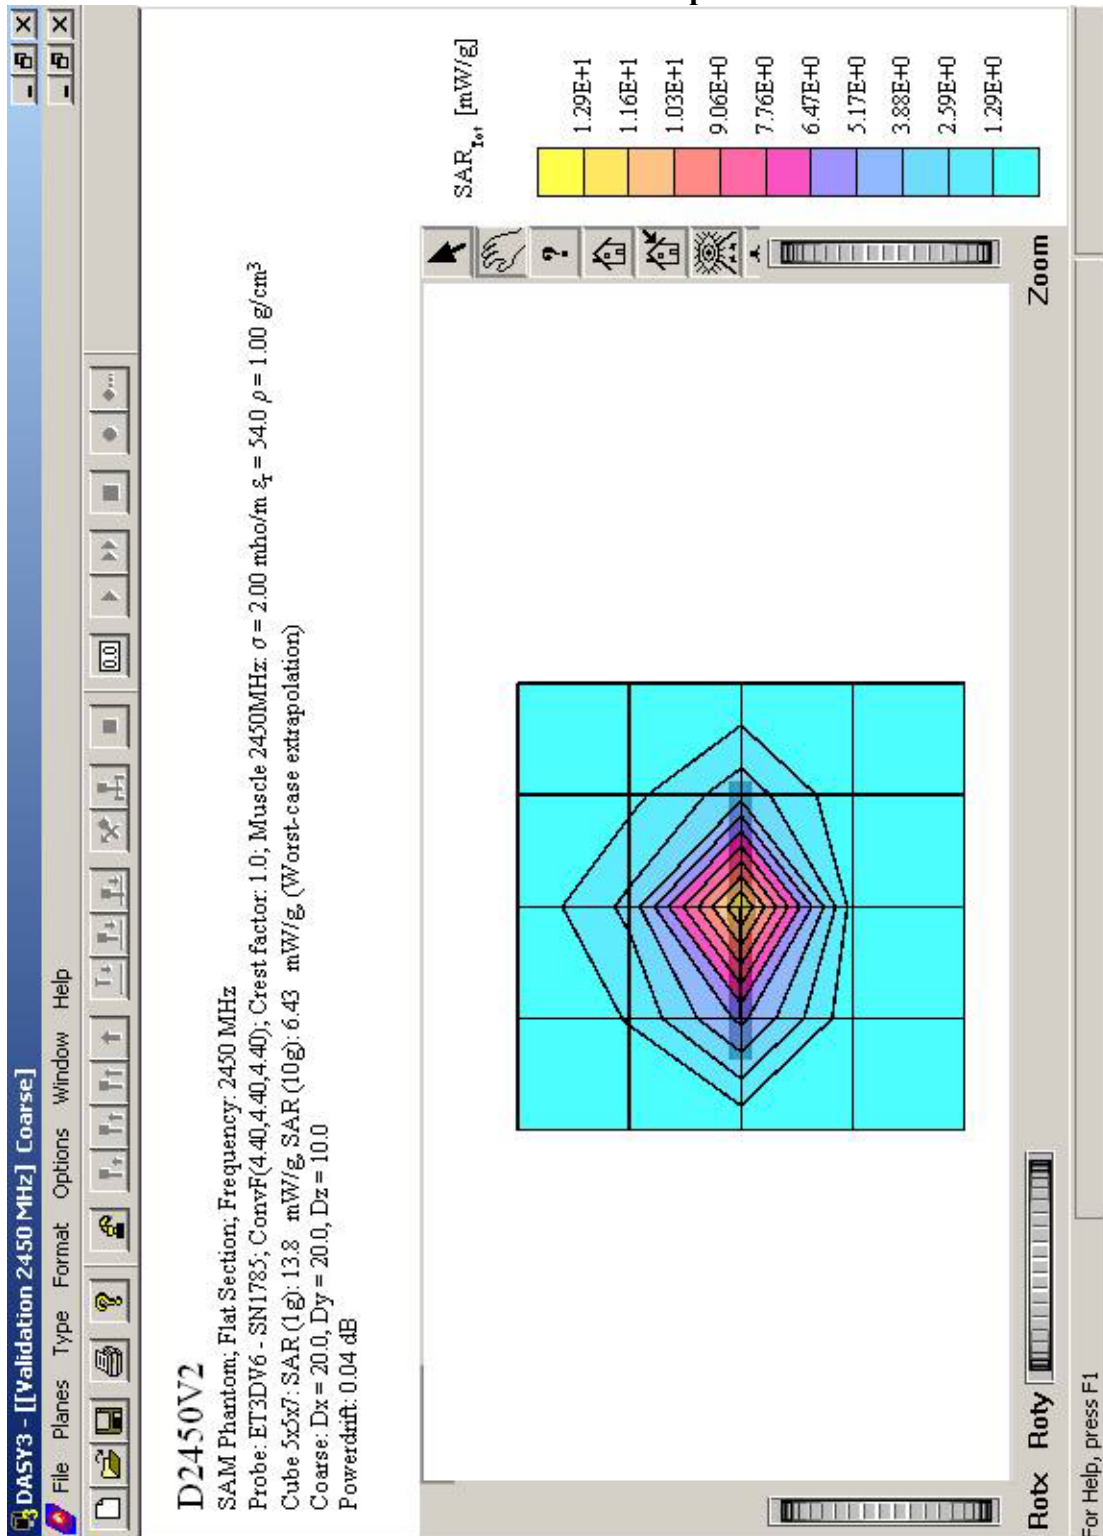 DASY3 - [[Validation 2450 MHz] Coarse]
File Planes Type Format Options Window Help
0.0
D2450V2
SAM Phantom; Flat Section; Frequency: 2450 MHz
Probe: ET3DV6 - SN1785; ConvF(4.40,4.40,4.40); Crest factor: 1.0; Muscle 2450MHz: σ = 2.00 mho/m εr = 54.0 ρ = 1.00 g/cm³
Cube 5x5x7: SAR (1g): 13.8 mW/g, SAR (10g): 6.43 mW/g, (Worst-case extrapolation)
Coarse: Dx = 20.0, Dy = 20.0, Dz = 10.0
Powerdrift: 0.04 dB
SARTot [mW/g]
1.29E+1
1.16E+1
1.03E+1
9.06E+0
7.76E+0
6.47E+0
5.17E+0
3.88E+0
2.59E+0
1.29E+0
Rotx Roty Zoom
For Help, press F1